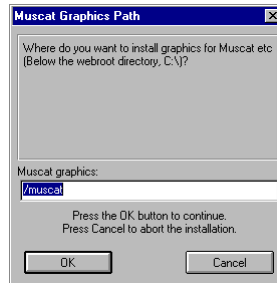 Muscat Graphics Path
Where do you want to install graphics for Muscat etc
(Below the webroot directory, C:\)?
Muscat graphics:
/muscat
Press the OK button to continue.
Press Cancel to abort the installation.
OK
Cancel